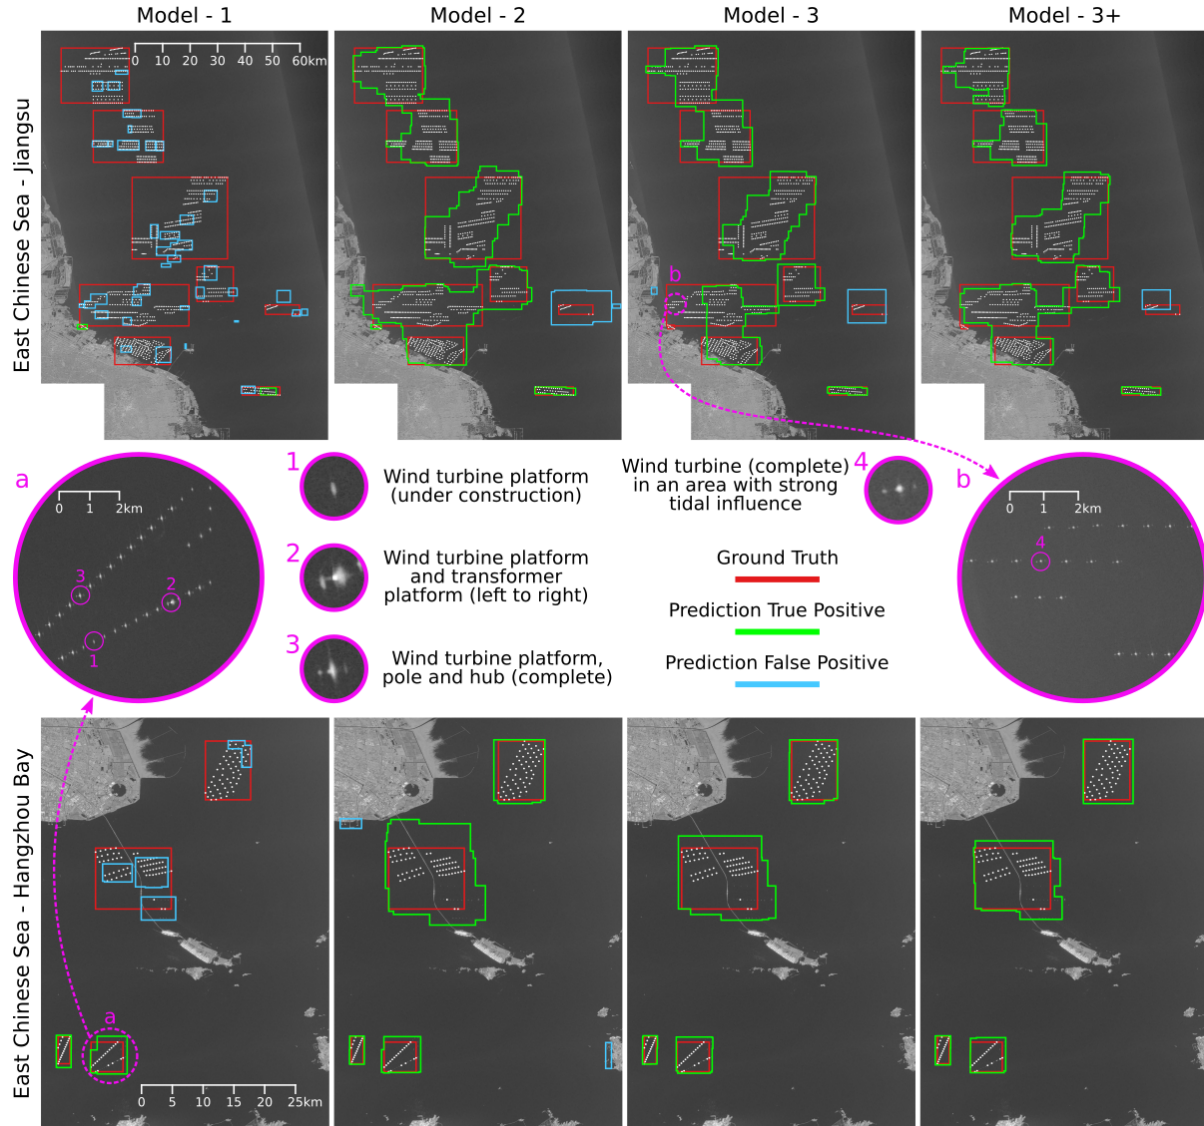 Model - 1
Model - 2
Model - 3
Model - 3+
East Chinese Sea - Jiangsu
0 10 20 30 40 50 60km
b
a
0 1 2km
3
2
1
1
Wind turbine platform
(under construction)
2
Wind turbine platform
and transformer
platform (left to right)
3
Wind turbine platform,
pole and hub (complete)
Wind turbine (complete)
in an area with strong
tidal influence
4
Ground Truth
Prediction True Positive
Prediction False Positive
b
0 1 2km
4
East Chinese Sea - Hangzhou Bay
a
0 5 10 15 20 25km